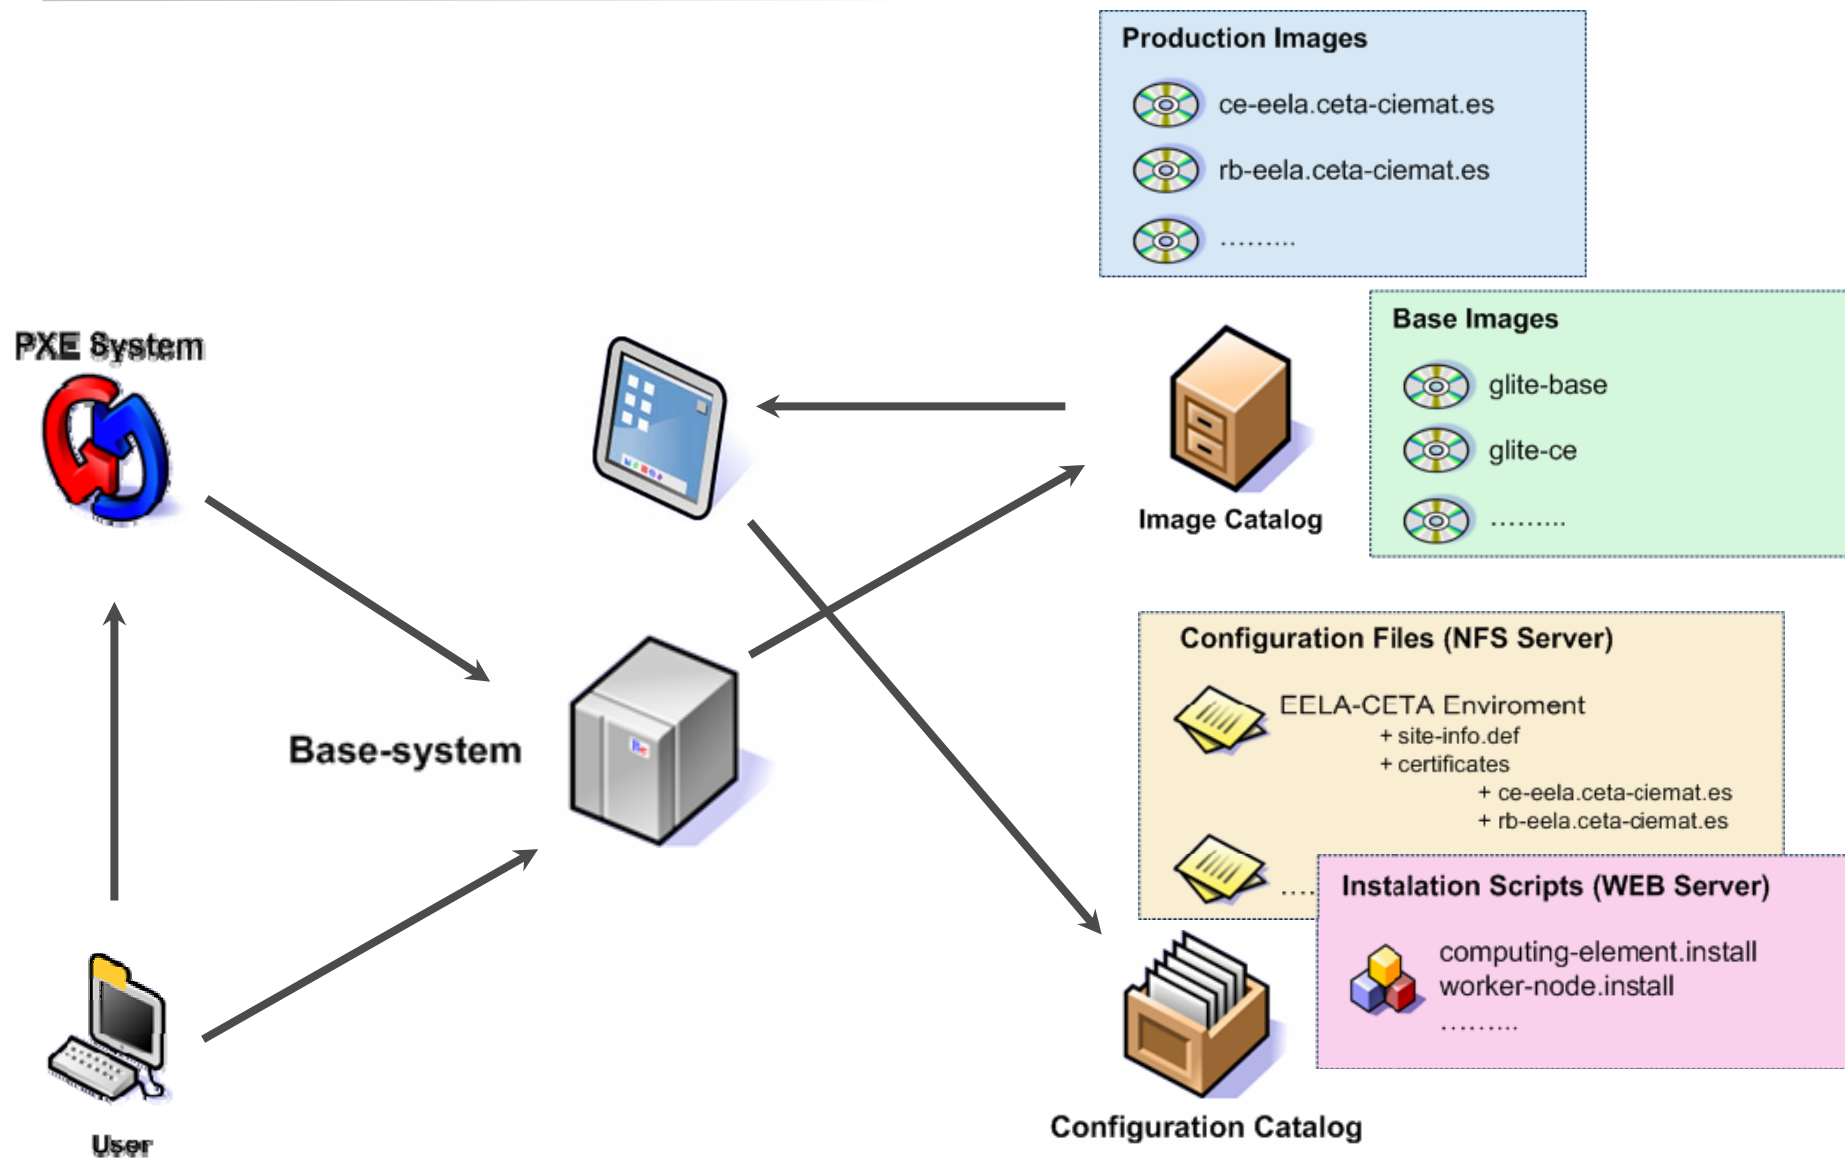 Production Images
ce-eela.ceta-ciemat.es
rb-eela.ceta-ciemat.es
.........
Base Images
glite-base
glite-ce
.........
Image Catalog
PXE System
Base-system
User
Configuration Files (NFS Server)
EELA-CETA Enviroment
+ site-info.def
+ certificates
+ ce-eela.ceta-ciemat.es
+ rb-eela.ceta-ciemat.es
....
Instalation Scripts (WEB Server)
computing-element.install
worker-node.install
.........
Configuration Catalog